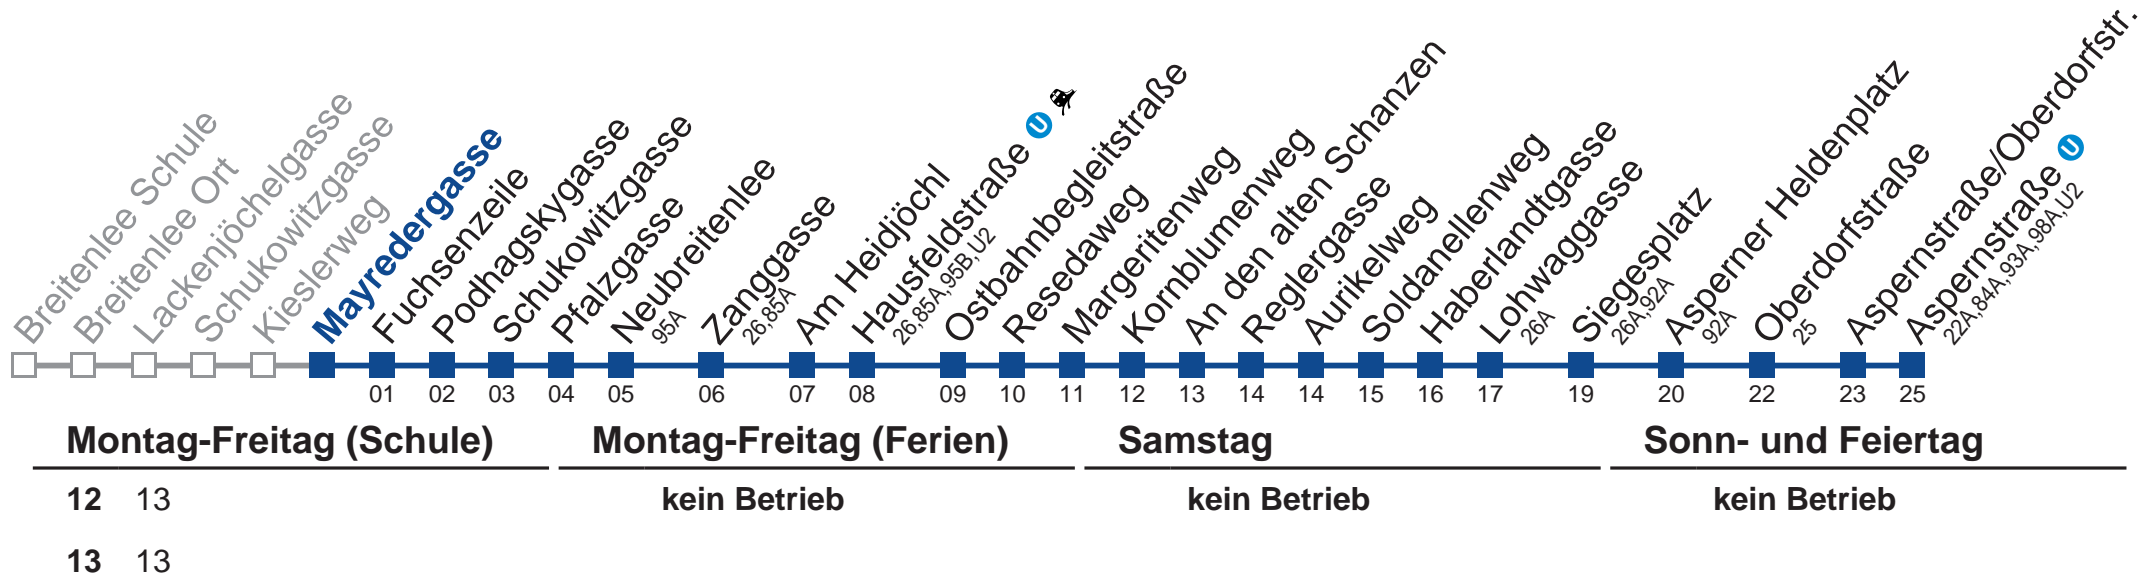 Breitenlee Schule
Breitenlee Ort
Lackenjöchelgasse
Schukowitzgasse
Kieslerweg
Mayredergasse
Fuchsenzeile
Podhagskygasse
Schukowitzgasse
Pfalzgasse
Neubreitenlee
95A
Zanggasse
26,85A
Am Heidjöchl
Hausfeldstraße U
26,85A,95B,U2
Ostbahnbegleitstraße
Resedaweg
Margeritenweg
Kornblumenweg
An den alten Schanzen
Reglergasse
Aurikelweg
Soldanellenweg
Haberlandtgasse
Lohwaggasse
26A
Siegesplatz
26A,92A
Asperner Heldenplatz
92A
Oberdorfstraße
25
Aspernstraße/Oberdorfstr.
Aspernstraße U
22A,84A,93A,98A,U2
01 02 03 04 05 06 07 08 09 10 11 12 13 14 14 15 16 17 19 20 22 23 25
Montag-Freitag (Schule) Montag-Freitag (Ferien) Samstag Sonn- und Feiertag
12 13 kein Betrieb kein Betrieb kein Betrieb
13 13